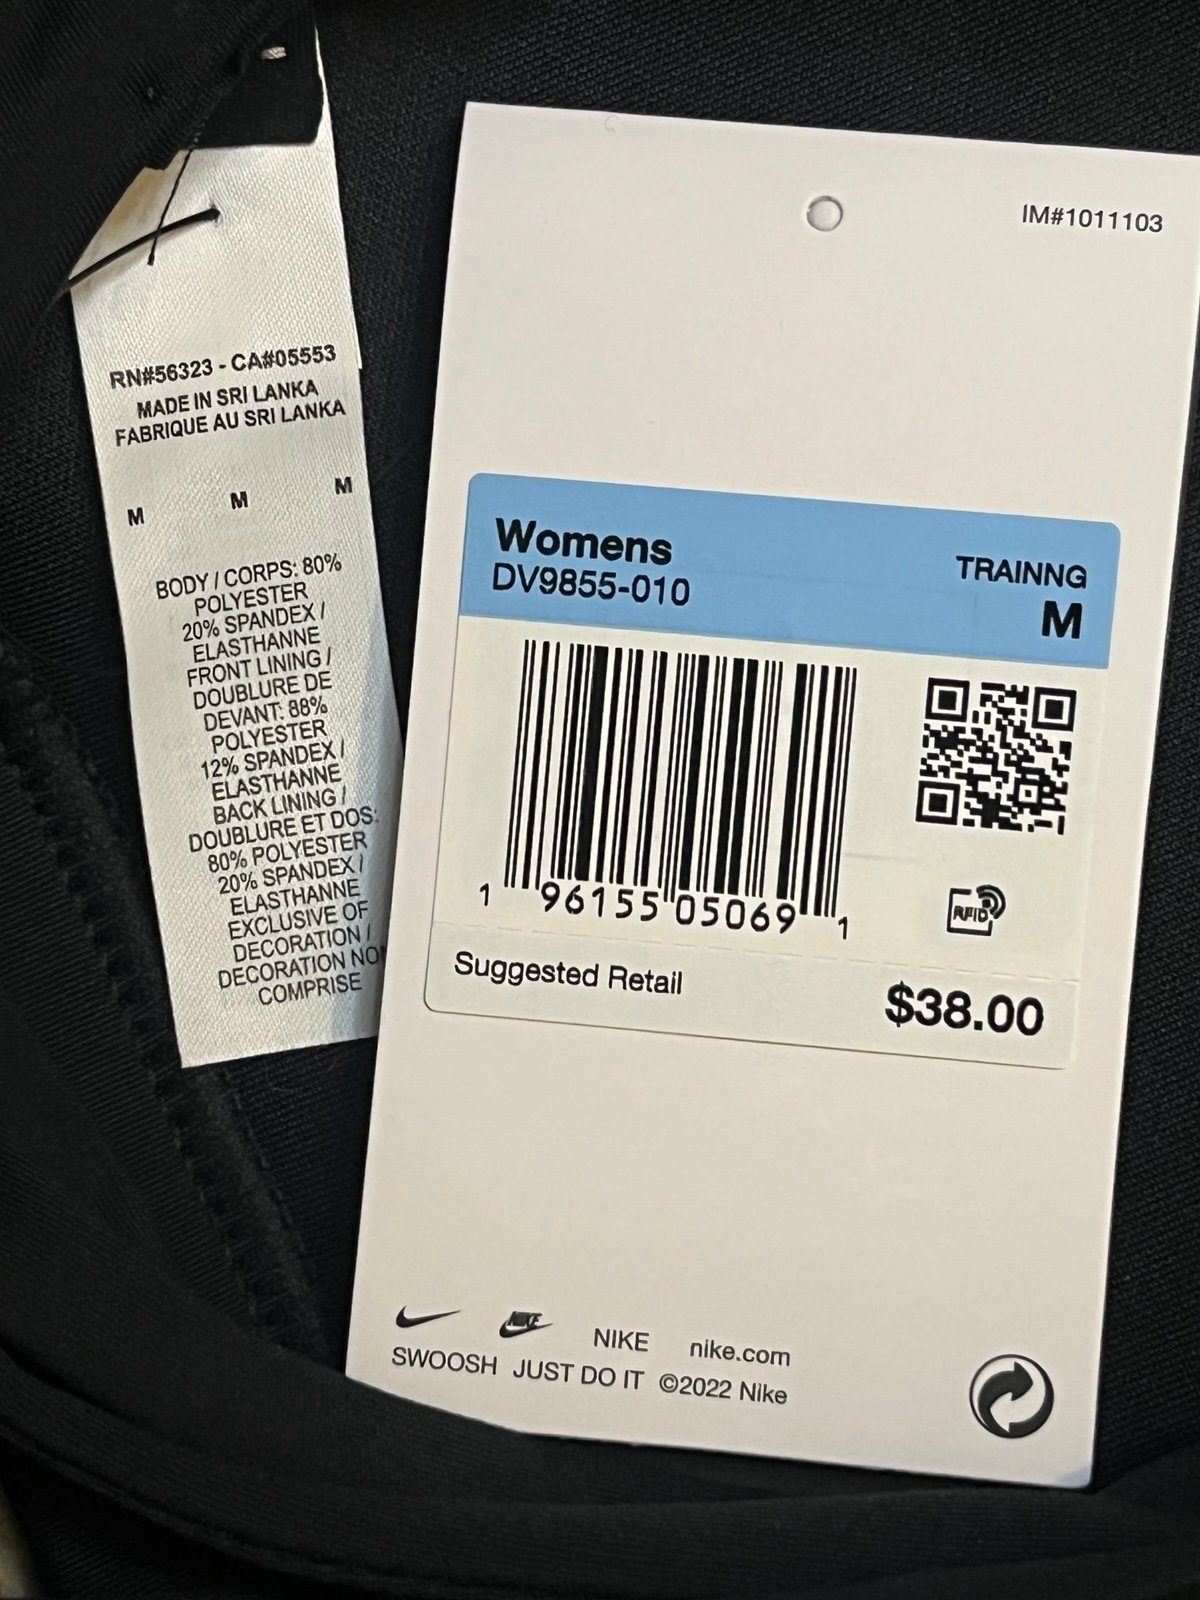 RN#56323 - CA#05553
MADE IN SRI LANKA
FABRIQUE AU SRI LANKA
M M M
BODY / CORPS: 80%
POLYESTER
20% SPANDEX /
ELASTHANNE
FRONT LINING /
DOUBLURE DE
DEVANT: 88%
POLYESTER
12% SPANDEX /
ELASTHANNE
BACK LINING /
DOUBLURE ET DOS:
80% POLYESTER
20% SPANDEX /
ELASTHANNE
EXCLUSIVE OF
DECORATION /
DECORATION NON
COMPRISE
IM#1011103
Womens
DV9855-010
TRAINNG
M
1 96155 05069 1
RFID
Suggested Retail
$38.00
NIKE NIKE nike.com
SWOOSH JUST DO IT ©2022 Nike